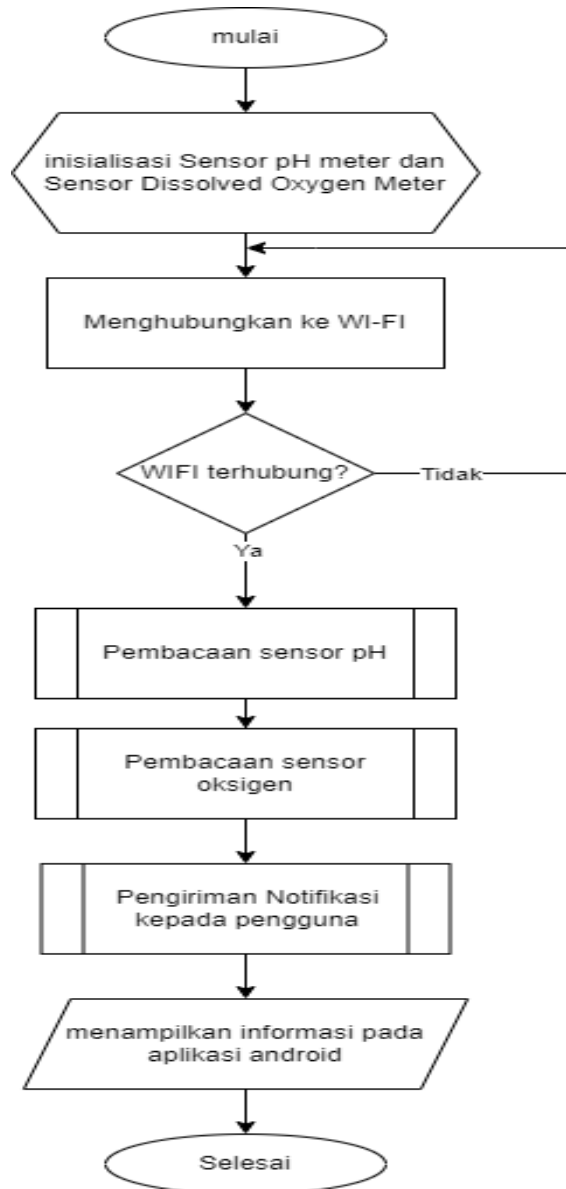 mulai
inisialisasi Sensor pH meter dan
Sensor Dissolved Oxygen Meter
Menghubungkan ke WI-FI
WIFI terhubung?
Tidak
Ya
Pembacaan sensor pH
Pembacaan sensor
oksigen
Pengiriman Notifikasi
kepada pengguna
menampilkan informasi pada
aplikasi android
Selesai